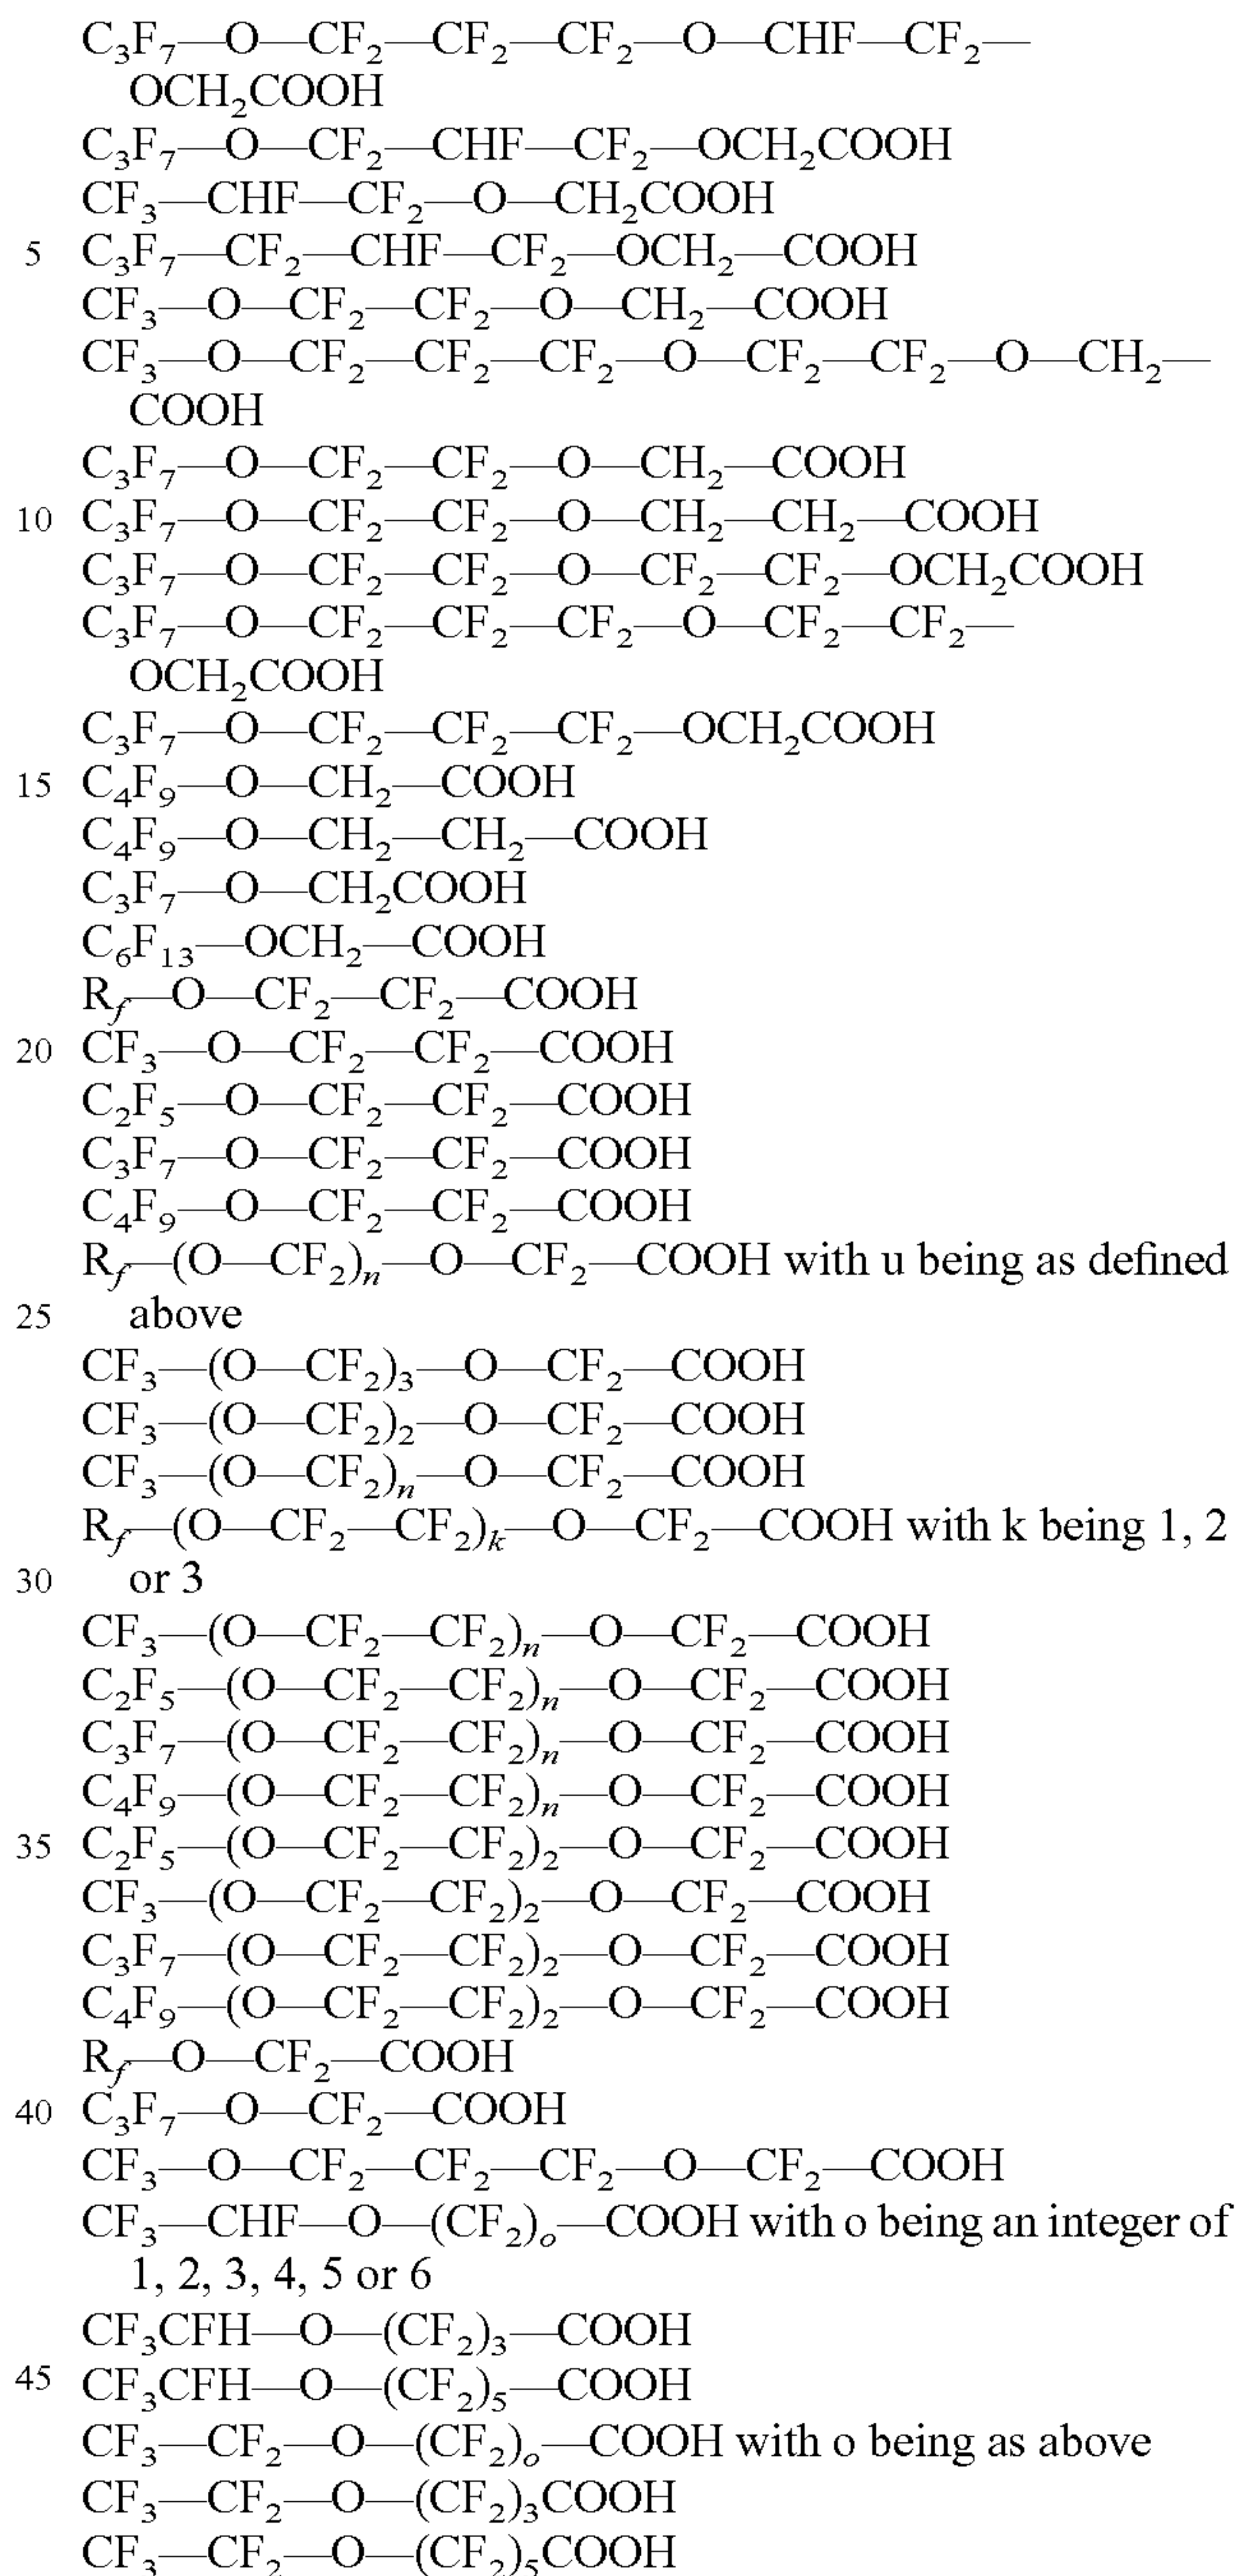 C₃F₇—O—CF₂—CF₂—CF₂—O—CHF—CF₂—
OCH₂COOH
C₃F₇—O—CF₂—CHF—CF₂—OCH₂COOH
CF₃—CHF—CF₂—O—CH₂COOH
5 C₃F₇—CF₂—CHF—CF₂—OCH₂—COOH
CF₃—O—CF₂—CF₂—O—CH₂—COOH
CF₃—O—CF₂—CF₂—CF₂—O—CF₂—CF₂—O—CH₂—
COOH
C₃F₇—O—CF₂—CF₂—O—CH₂—COOH
10 C₃F₇—O—CF₂—CF₂—O—CH₂—CH₂—COOH
C₃F₇—O—CF₂—CF₂—O—CF₂—CF₂—OCH₂COOH
C₃F₇—O—CF₂—CF₂—CF₂—O—CF₂—CF₂—
OCH₂COOH
C₃F₇—O—CF₂—CF₂—CF₂—OCH₂COOH
15 C₄F₉—O—CH₂—COOH
C₄F₉—O—CH₂—CH₂—COOH
C₃F₇—O—CH₂COOH
C₆F₁₃—OCH₂—COOH
R_f—O—CF₂—CF₂—COOH
20 CF₃—O—CF₂—CF₂—COOH
C₂F₅—O—CF₂—CF₂—COOH
C₃F₇—O—CF₂—CF₂—COOH
C₄F₉—O—CF₂—CF₂—COOH
R_f—(O—CF₂)ₙ—O—CF₂—COOH with u being as defined
25 above
CF₃—(O—CF₂)₃—O—CF₂—COOH
CF₃—(O—CF₂)₂—O—CF₂—COOH
CF₃—(O—CF₂)ₙ—O—CF₂—COOH
R_f—(O—CF₂—CF₂)ₖ—O—CF₂—COOH with k being 1, 2
30 or 3
CF₃—(O—CF₂—CF₂)ₙ—O—CF₂—COOH
C₂F₅—(O—CF₂—CF₂)ₙ—O—CF₂—COOH
C₃F₇—(O—CF₂—CF₂)ₙ—O—CF₂—COOH
C₄F₉—(O—CF₂—CF₂)ₙ—O—CF₂—COOH
35 C₂F₅—(O—CF₂—CF₂)₂—O—CF₂—COOH
CF₃—(O—CF₂—CF₂)₂—O—CF₂—COOH
C₃F₇—(O—CF₂—CF₂)₂—O—CF₂—COOH
C₄F₉—(O—CF₂—CF₂)₂—O—CF₂—COOH
R_f—O—CF₂—COOH
40 C₃F₇—O—CF₂—COOH
CF₃—O—CF₂—CF₂—CF₂—O—CF₂—COOH
CF₃—CHF—O—(CF₂)ₒ—COOH with o being an integer of
1, 2, 3, 4, 5 or 6
CF₃CFH—O—(CF₂)₃—COOH
45 CF₃CFH—O—(CF₂)₅—COOH
CF₃—CF₂—O—(CF₂)ₒ—COOH with o being as above
CF₃—CF₂—O—(CF₂)₃COOH
CF₃—CF₂—O—(CF₂)₅COOH